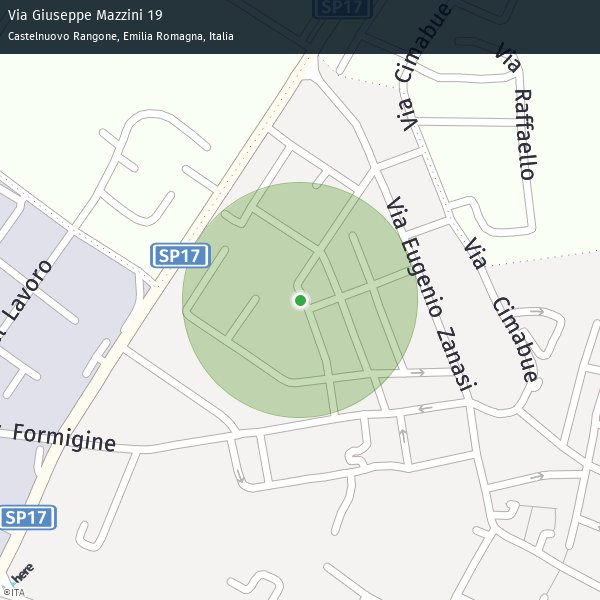 Via Giuseppe Mazzini 19
Castelnuovo Rangone, Emilia Romagna, Italia
SP17
Via Cimabue
Via Raffaello
SP17
Via Eugenio Zanasi
Via Cimabue
Lavoro
Formigine
SP17
here
©ITA